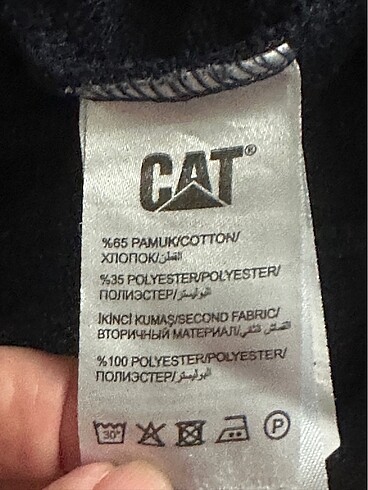 CAT®
%65 PAMUK/COTTON/
ХЛОПОК/القطن
%35 POLYESTER/POLYESTER/
ПОЛИЭСТЕР/البوليستر
İKİNCİ KUMAŞ/SECOND FABRIC/
ВТОРИЧНЫЙ МАТЕРИАЛ/القماش الثاني
%100 POLYESTER/POLYESTER/
ПОЛИЭСТЕР/البوليستر
30° P